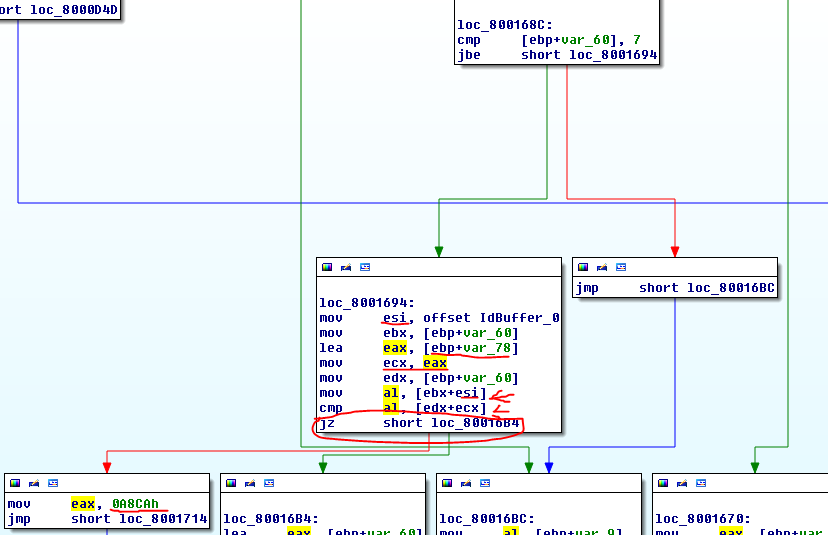 ort loc_8000D4D
loc_800168C:
cmp [ebp+var_60], 7
jbe short loc_8001694
loc_8001694:
mov esi, offset IdBuffer_0
mov ebx, [ebp+var_60]
lea eax, [ebp+var_78]
mov ecx, eax
mov edx, [ebp+var_60]
mov al, [ebx+esi]
cmp al, [edx+ecx]
jz short loc_80016B4
jmp short loc_80016BC
mov eax, 0A8CAh
jmp short loc_8001714
loc_80016B4:
lea eax, [ebp+var_60]
loc_80016BC:
mov al, [ebp+var_9]
loc_8001670:
mov eax, [ebp+var